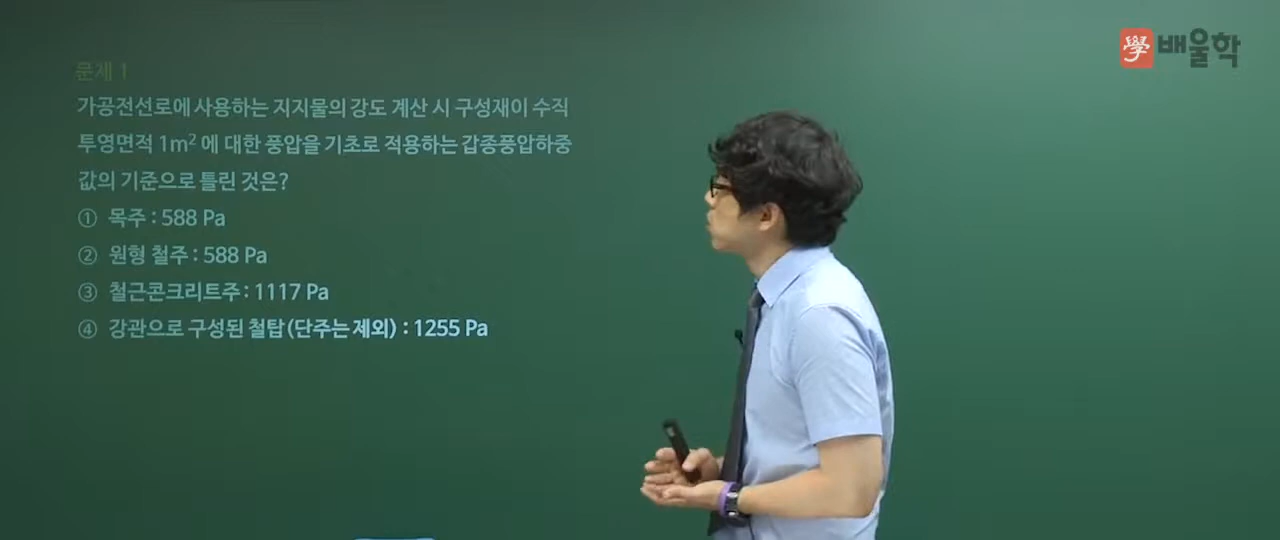 學 배울학
문제 1
가공전선로에 사용하는 지지물의 강도 계산 시 구성재이 수직
투영면적 1m² 에 대한 풍압을 기초로 적용하는 갑종풍압하중
값의 기준으로 틀린 것은?
① 목주 : 588 Pa
② 원형 철주 : 588 Pa
③ 철근콘크리트주 : 1117 Pa
④ 강관으로 구성된 철탑(단주는 제외) : 1255 Pa